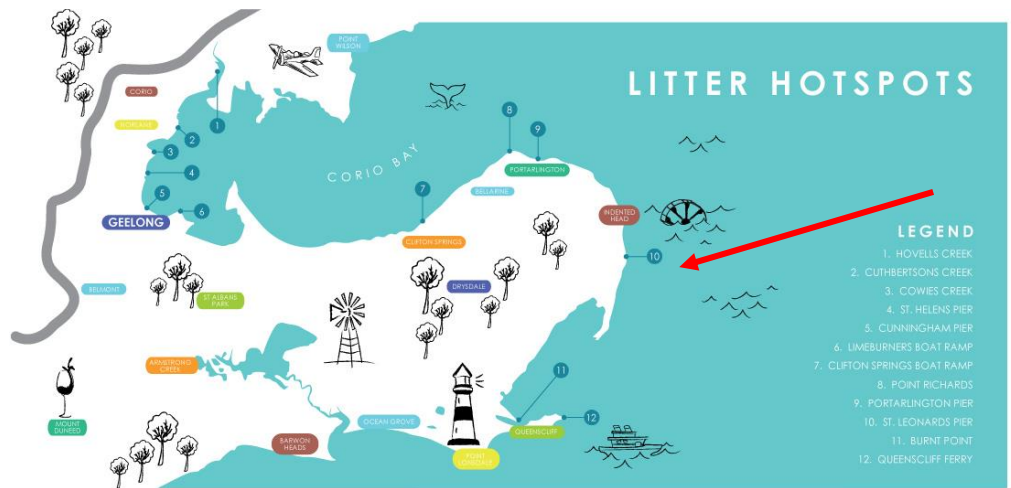 POINT
WILSON
LITTER HOTSPOTS
CORIO
NORLANE
1
2
3
4
5
6
GEELONG
CORIO BAY
7
8
9
PORTARLINGTON
BELLARINE
CLIFTON SPRINGS
INDENTED
HEAD
10
BELMONT
ST ALBANS
PARK
DRYSDALE
ARMSTRONG
CREEK
11
12
MOUNT
DUNEED
OCEAN GROVE
BARWON
HEADS
POINT
LONSDALE
QUEENSCLIFF
LEGEND
1. HOVELLS CREEK
2. CUTHBERTSONS CREEK
3. COWIES CREEK
4. ST. HELENS PIER
5. CUNNINGHAM PIER
6. LIMEBURNERS BOAT RAMP
7. CLIFTON SPRINGS BOAT RAMP
8. POINT RICHARDS
9. PORTARLINGTON PIER
10. ST. LEONARDS PIER
11. BURNT POINT
12. QUEENSCLIFF FERRY